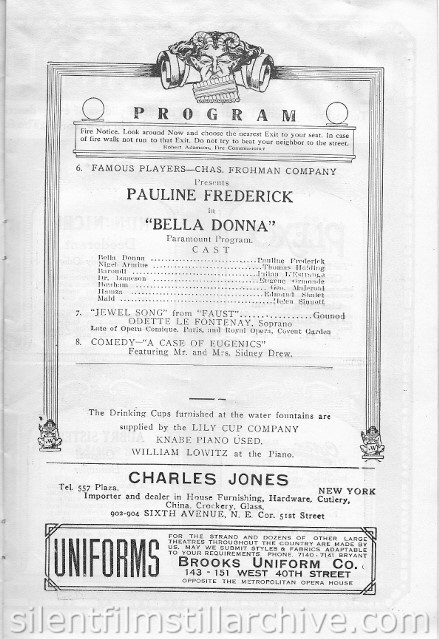 PROGRAM
Fire Notice. Look around Now and choose the nearest Exit to your seat. In case
of fire walk not run to that Exit. Do not try to beat your neighbor to the street.
Robert Adamson, Fire Commissioner
6. FAMOUS PLAYERS—CHAS. FROHMAN COMPANY
Presents
PAULINE FREDERICK
in
"BELLA DONNA"
Paramount Program.
CAST
Bella Donna ........ Pauline Frederick
Nigel Armine ........ Thomas Holding
Baroudi ........ Julian L'Estrange
Dr. Isaacson ........ Eugene Ormonde
Ibrahim ........ Geo. Majeroni
Hamza ........ Edmund Shalet
Maid ........ Helen Sinnott
7. "JEWEL SONG" from "FAUST"........Gounod
ODETTE LE FONTENAY, Soprano
Late of Opera Comique, Paris, and Royal Opera, Covent Garden
8. COMEDY—"A CASE OF EUGENICS"
Featuring Mr. and Mrs. Sidney Drew.
The Drinking Cups furnished at the water fountains are
supplied by the LILY CUP COMPANY
KNABE PIANO USED.
WILLIAM LOWITZ at the Piano.
CHARLES JONES
Tel. 557 Plaza. NEW YORK
Importer and dealer in House Furnishing, Hardware, Cutlery,
China, Crockery, Glass,
902-904 SIXTH AVENUE, N. E. Cor. 51st Street
UNIFORMS
FOR THE STRAND AND DOZENS OF OTHER LARGE
THEATRES THROUGHOUT THE COUNTRY ARE MADE BY
US. MAY WE SUBMIT STYLES & FABRICS ADAPTABLE
TO YOUR REQUIREMENTS? PHONE, 7140-7141 BRYANT
BROOKS UNIFORM CO.
143-151 WEST 40TH STREET
OPPOSITE THE METROPOLITAN OPERA HOUSE
silentfilmstillarchive.com